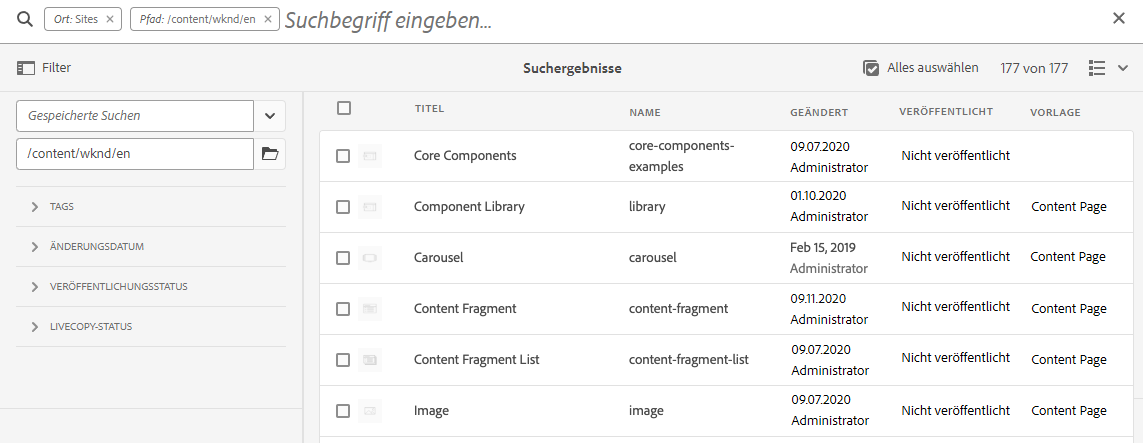 Ort: Sites
Pfad: /content/wknd/en
Suchbegriff eingeben...
Filter
Suchergebnisse
Alles auswählen
177 von 177
Gespeicherte Suchen
/content/wknd/en
TAGS
ÄNDERUNGSDATUM
VERÖFFENTLICHUNGSSTATUS
LIVECOPY-STATUS
TITEL NAME GEÄNDERT VERÖFFENTLICHT VORLAGE
Core Components core-components-examples 09.07.2020 Administrator Nicht veröffentlicht
Component Library library 01.10.2020 Administrator Nicht veröffentlicht Content Page
Carousel carousel Feb 15, 2019 Administrator Nicht veröffentlicht Content Page
Content Fragment content-fragment 09.11.2020 Administrator Nicht veröffentlicht Content Page
Content Fragment List content-fragment-list 09.07.2020 Administrator Nicht veröffentlicht Content Page
Image image 09.07.2020 Administrator Nicht veröffentlicht Content Page